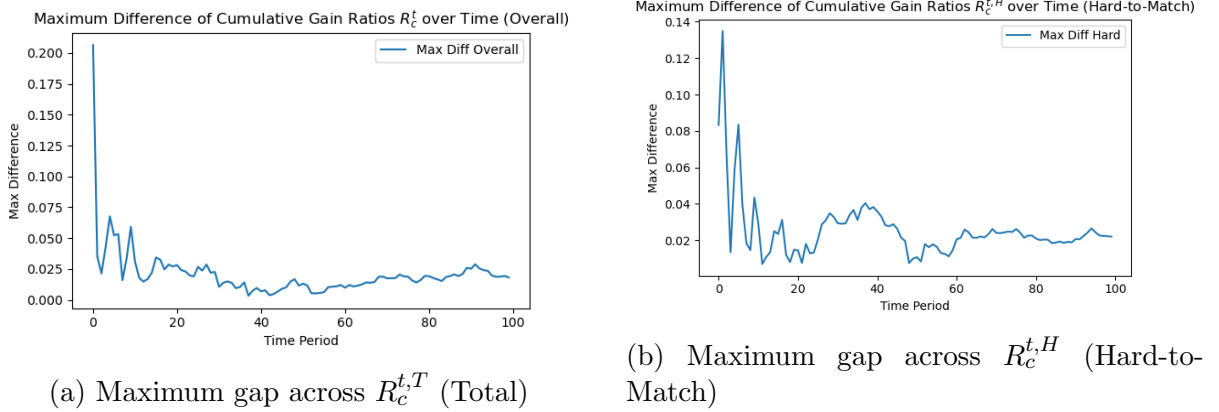 Maximum Difference of Cumulative Gain Ratios R_c^t over Time (Overall)
Max Diff Overall
0.200
0.175
0.150
0.125
0.100
0.075
0.050
0.025
0.000
Max Difference
0 20 40 60 80 100
Time Period
(a) Maximum gap across R_c^{t,T} (Total)
Maximum Difference of Cumulative Gain Ratios R_c^{t,H} over Time (Hard-to-Match)
Max Diff Hard
0.14
0.12
0.10
0.08
0.06
0.04
0.02
Max Difference
0 20 40 60 80 100
Time Period
(b) Maximum gap across R_c^{t,H} (Hard-to-
Match)